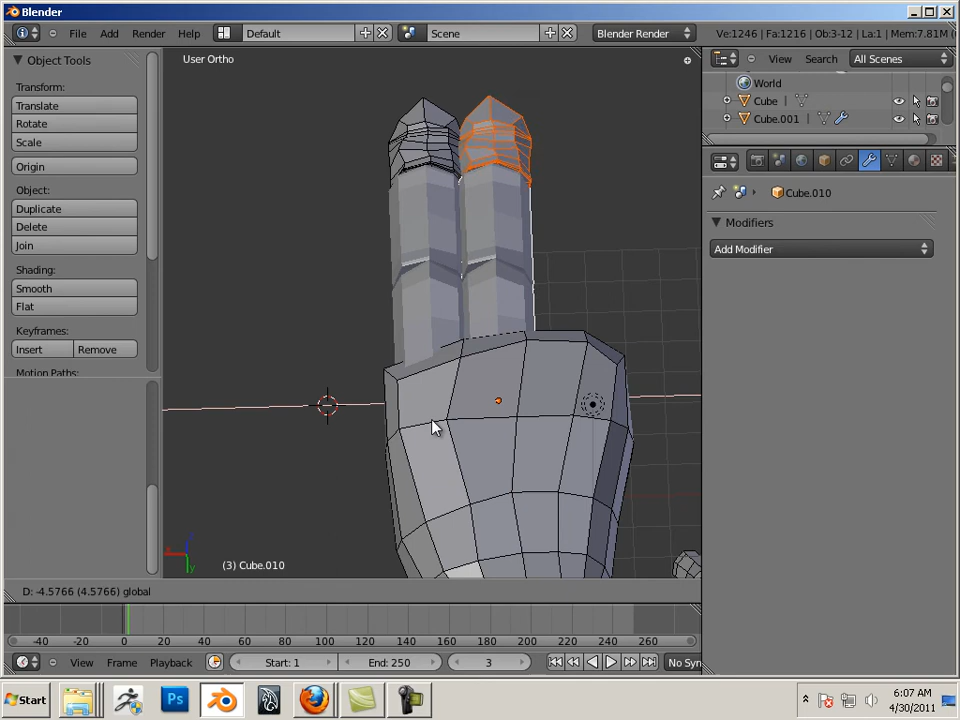 Blender
File Add Render Help Default Scene Blender Render Ve:1246 | Fa:1216 | Ob:3-12 | La:1 | Mem:7.81M (
Object Tools
User Ortho
View Search All Scenes
Transform:
World
Translate
Cube
Rotate
Cube.001
Scale
Origin
Object:
Cube.010
Duplicate
Modifiers
Delete
Join
Add Modifier
Shading:
Smooth
Flat
Keyframes:
Insert Remove
Motion Paths:
(3) Cube.010
D: -4.5766 (4.5766) global
-40 -20 0 20 40 60 80 100 120 140 160 180 200 220 240 260
View Frame Playback Start: 1 End: 250 3 No Syn
Start Ps 6:07 AM
4/30/2011